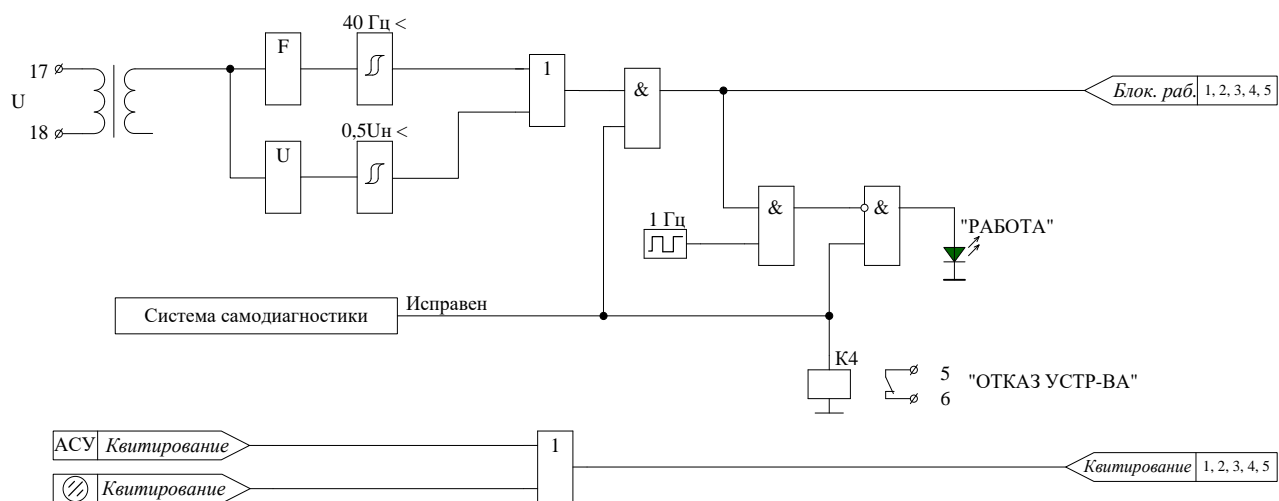 40 Гц <
F
17
1
U
&
Блок. раб. 1, 2, 3, 4, 5
18
0,5Uн <
U
& &
1 Гц
"РАБОТА"
Система самодиагностики
Исправен
К4
5
"ОТКАЗ УСТР-ВА"
6
АСУ Квитирование
1
Квитирование 1, 2, 3, 4, 5
Квитирование